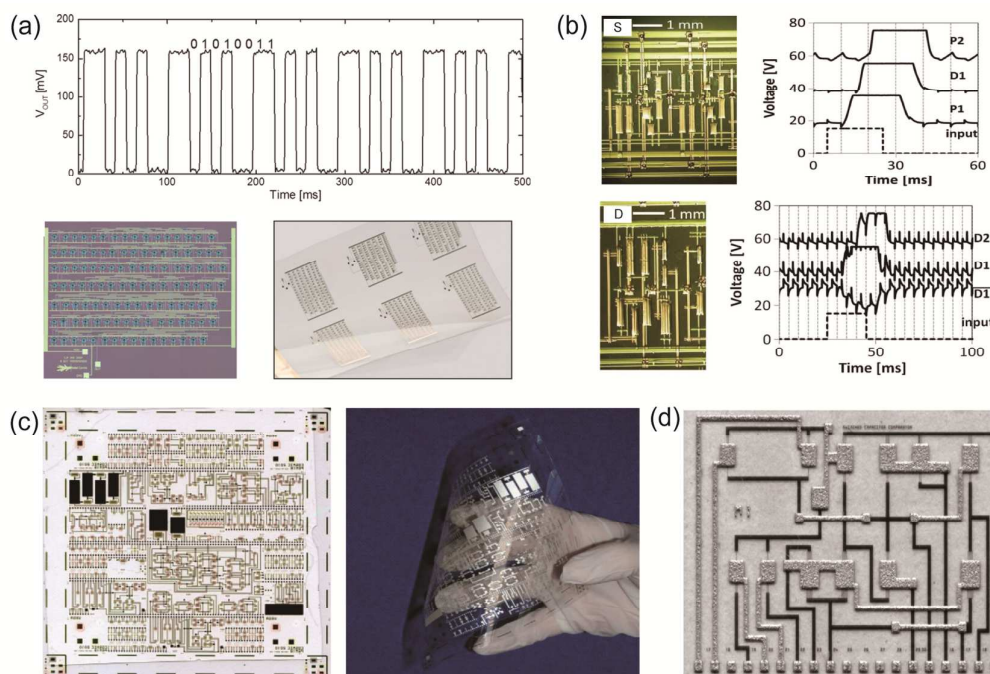 (a)
200
150
100
50
0
V_OUT [mV]
01010011
0 100 200 300 400 500
Time [ms]
(b)
S
1 mm
Voltage [V]
80
60
40
20
0
P2
D1
P1
input
0 30 60
Time [ms]
D
1 mm
Voltage [V]
80
60
40
20
0
D2
D1
D1
input
0 50 100
Time [ms]
(c)
(d)